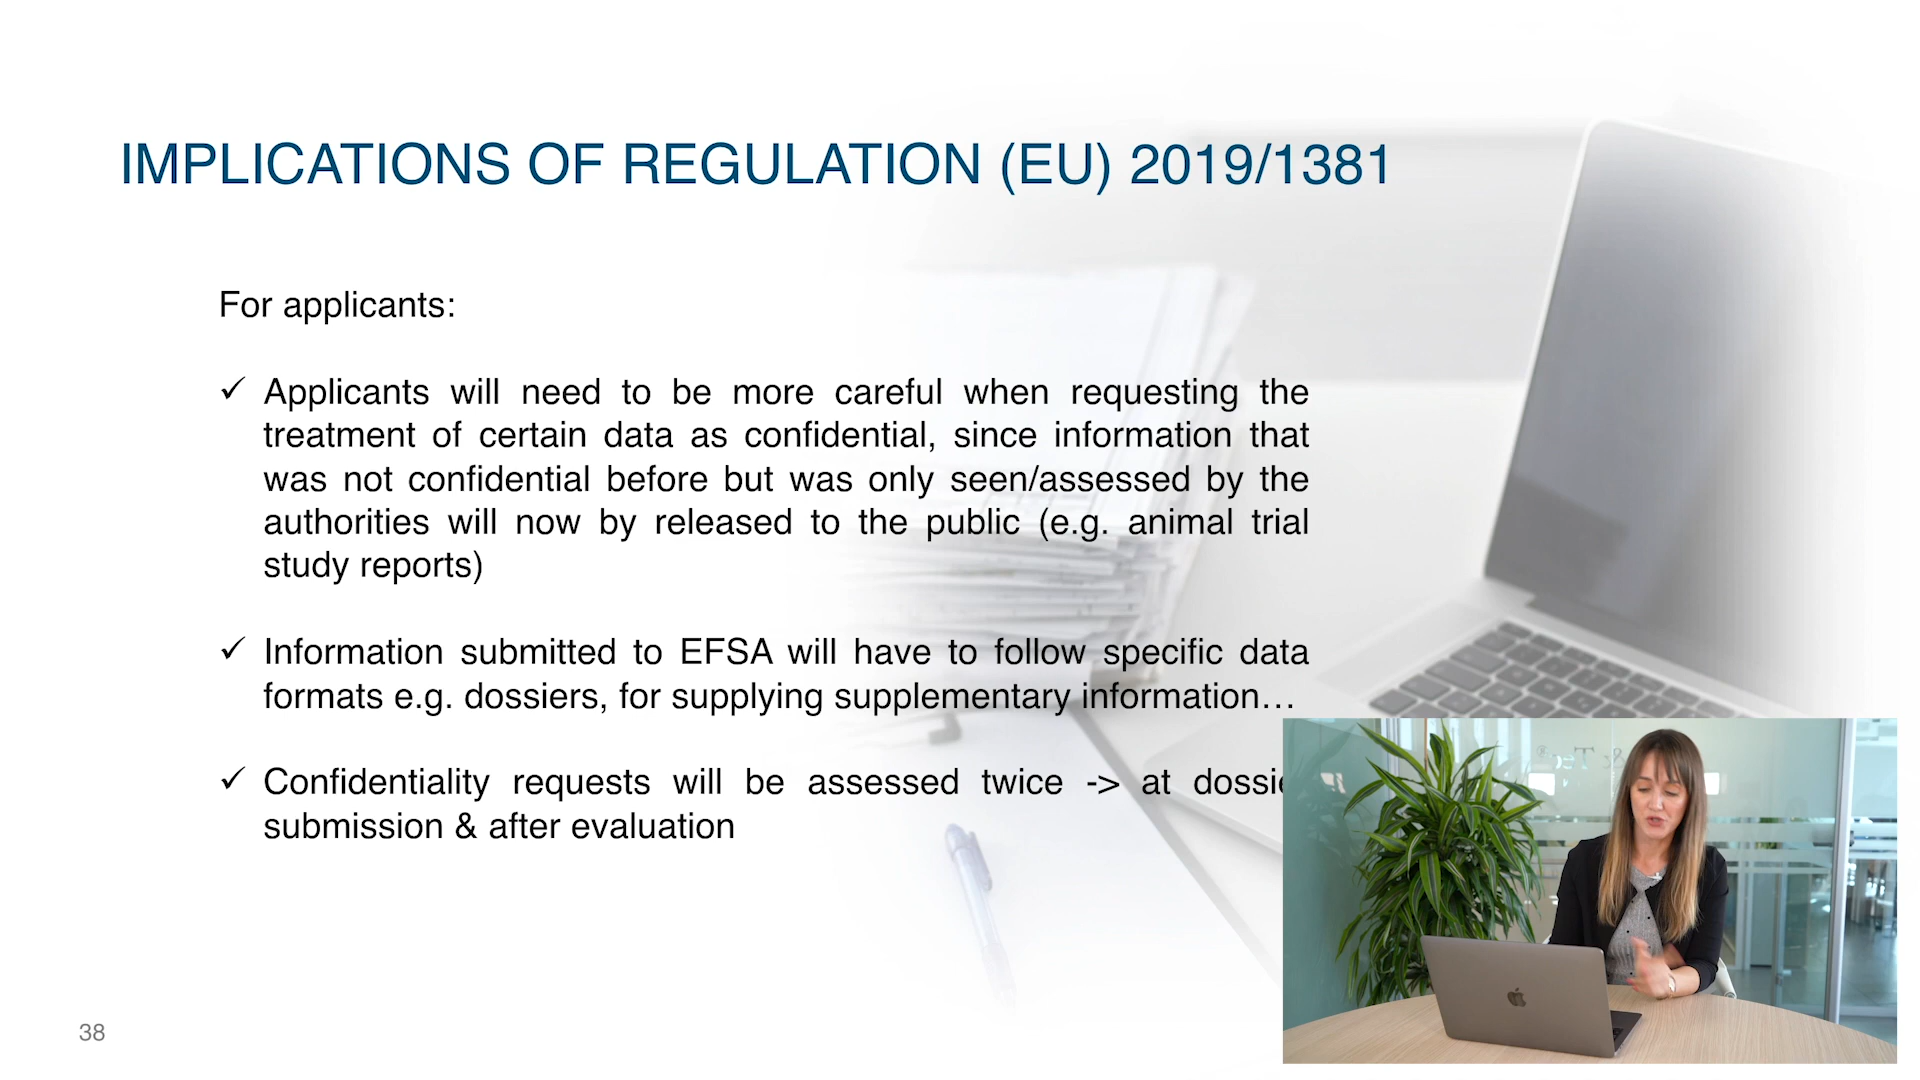 IMPLICATIONS OF REGULATION (EU) 2019/1381
For applicants:
✓ Applicants will need to be more careful when requesting the
treatment of certain data as confidential, since information that
was not confidential before but was only seen/assessed by the
authorities will now by released to the public (e.g. animal trial
study reports)
✓ Information submitted to EFSA will have to follow specific data
formats e.g. dossiers, for supplying supplementary information…
✓ Confidentiality requests will be assessed twice -> at
submission & after evaluation
38